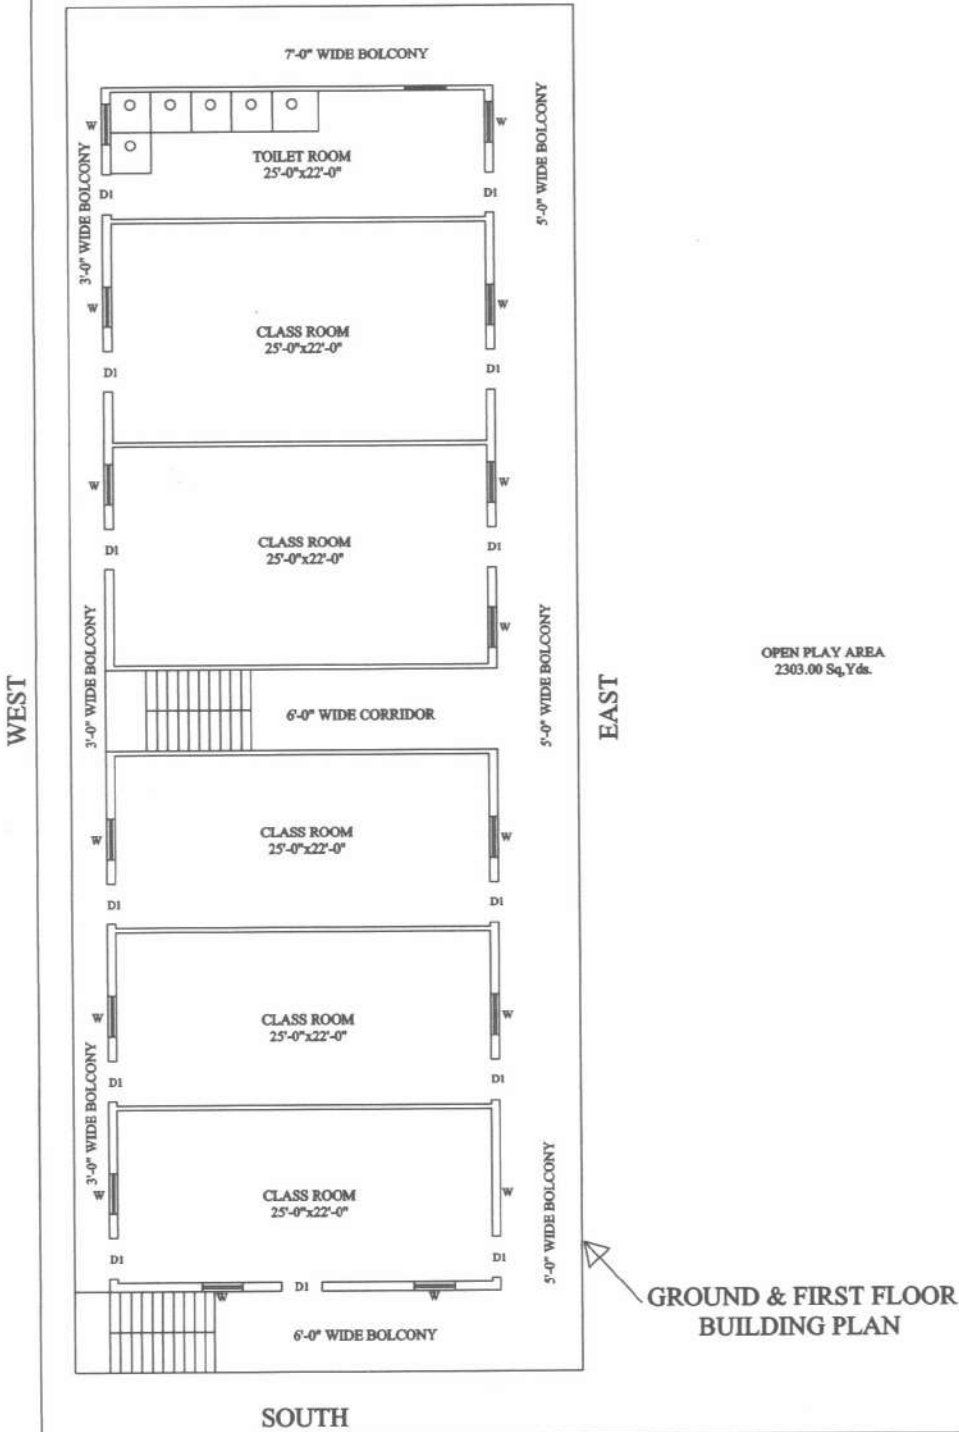 7'-0" WIDE BOLCONY
W
W
5'-0" WIDE BOLCONY
3'-0" WIDE BOLCONY
TOILET ROOM
25'-0"x22'-0"
D1
D1
W
W
CLASS ROOM
25'-0"x22'-0"
D1
D1
W
W
CLASS ROOM
25'-0"x22'-0"
D1
D1
3'-0" WIDE BOLCONY
5'-0" WIDE BOLCONY
W
OPEN PLAY AREA
2303.00 Sq,Yds.
WEST
EAST
6'-0" WIDE CORRIDOR
W
W
CLASS ROOM
25'-0"x22'-0"
D1
D1
W
W
CLASS ROOM
25'-0"x22'-0"
3'-0" WIDE BOLCONY
D1
D1
5'-0" WIDE BOLCONY
W
W
CLASS ROOM
25'-0"x22'-0"
D1
D1
D1
W
W
GROUND & FIRST FLOOR
BUILDING PLAN
6'-0" WIDE BOLCONY
SOUTH